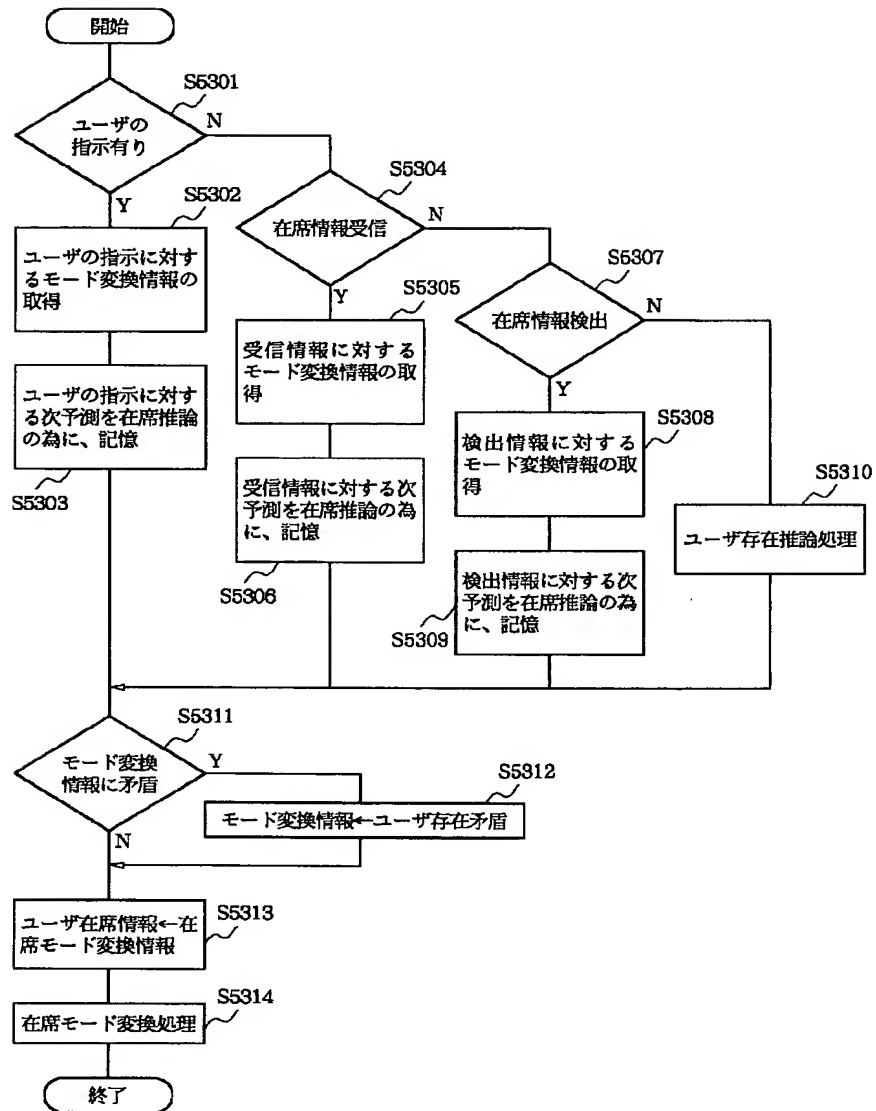 開始
S5301
ユーザの
指示有り
N
Y
S5302
ユーザの指示に対す
るモード変換情報の
取得
ユーザの指示に対す
る次予測を在席推論
の為に、記憶
S5303
S5304
在席情報受信
N
Y
S5305
受信情報に対する
モード変換情報の取
得
受信情報に対する次
予測を在席推論の為
に、記憶
S5306
S5307
在席情報検出
N
Y
S5308
検出情報に対する
モード変換情報の取
得
検出情報に対する次
予測を在席推論の為
に、記憶
S5309
S5310
ユーザ存在推論処理
S5311
モード変換
情報に矛盾
Y
N
S5312
モード変換情報←ユーザ存在矛盾
S5313
ユーザ在席情報←在
席モード変換情報
S5314
在席モード変換処理
終了